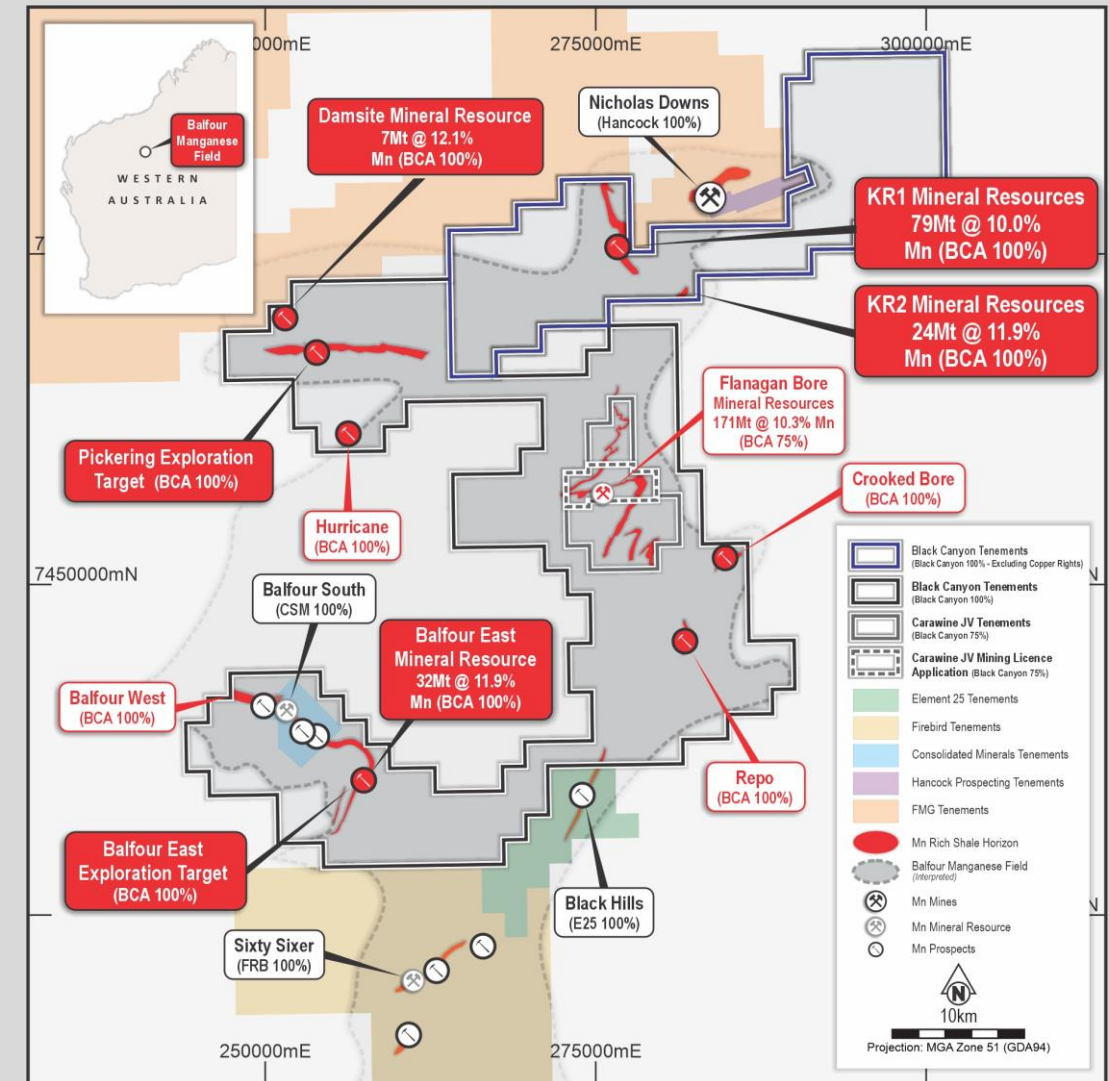 000mE
275000mE
300000mE
Balfour
Manganese
Field
WESTERN
AUSTRALIA
Damsite Mineral Resource
7Mt @ 12.1%
Mn (BCA 100%)
Nicholas Downs
(Hancock 100%)
KR1 Mineral Resources
79Mt @ 10.0%
Mn (BCA 100%)
7
KR2 Mineral Resources
24Mt @ 11.9%
Mn (BCA 100%)
Flanagan Bore
Mineral Resources
171Mt @ 10.3% Mn
(BCA 75%)
Pickering Exploration
Target (BCA 100%)
Crooked Bore
(BCA 100%)
Hurricane
(BCA 100%)
7450000mN
N
Balfour South
(CSM 100%)
Balfour East
Mineral Resource
32Mt @ 11.9%
Mn (BCA 100%)
Balfour West
(BCA 100%)
Repo
(BCA 100%)
Balfour East
Exploration Target
(BCA 100%)
Black Hills
(E25 100%)
N
Sixty Sixer
(FRB 100%)
250000mE
275000mE
Black Canyon Tenements
(Black Canyon 100% - Excluding Copper Rights)
Black Canyon Tenements
(Black Canyon 100%)
Carawine JV Tenements
(Black Canyon 75%)
Carawine JV Mining Licence
Application (Black Canyon 75%)
Element 25 Tenements
Firebird Tenements
Consolidated Minerals Tenements
Hancock Prospecting Tenements
FMG Tenements
Mn Rich Shale Horizon
Balfour Manganese Field
(Interpreted)
Mn Mines
Mn Mineral Resource
Mn Prospects
N
10km
Projection: MGA Zone 51 (GDA94)